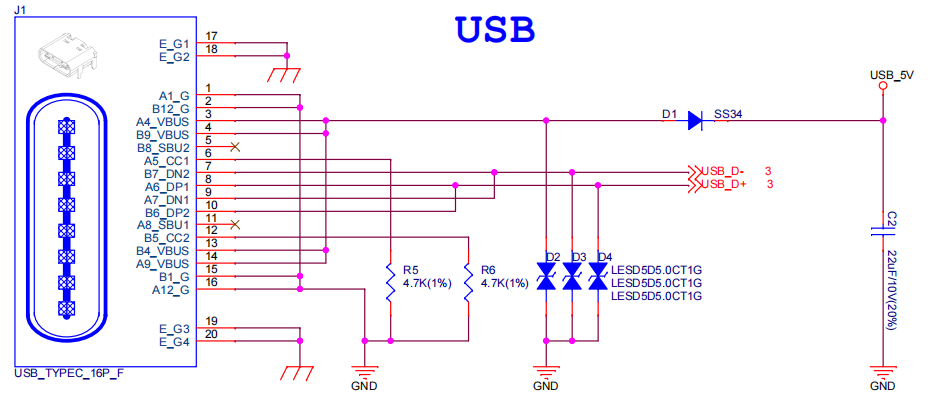 J1
USB
E_G1 17
E_G2 18
A1_G 1
B12_G 2
A4_VBUS 3
B9_VBUS 4
B8_SBU2 5
A5_CC1 6
B7_DN2 7
A6_DP1 8
A7_DN1 9
B6_DP2 10
A8_SBU1 11
B5_CC2 12
B4_VBUS 13
A9_VBUS 14
B1_G 15
A12_G 16
E_G3 19
E_G4 20
USB_TYPEC_16P_F
R5
4.7K(1%)
R6
4.7K(1%)
GND
D2 D3 D4
LESD5D5.0CT1G
LESD5D5.0CT1G
LESD5D5.0CT1G
GND
D1 SS34
USB_D- 3
USB_D+ 3
USB_5V
C2
22uF/10V(20%)
GND